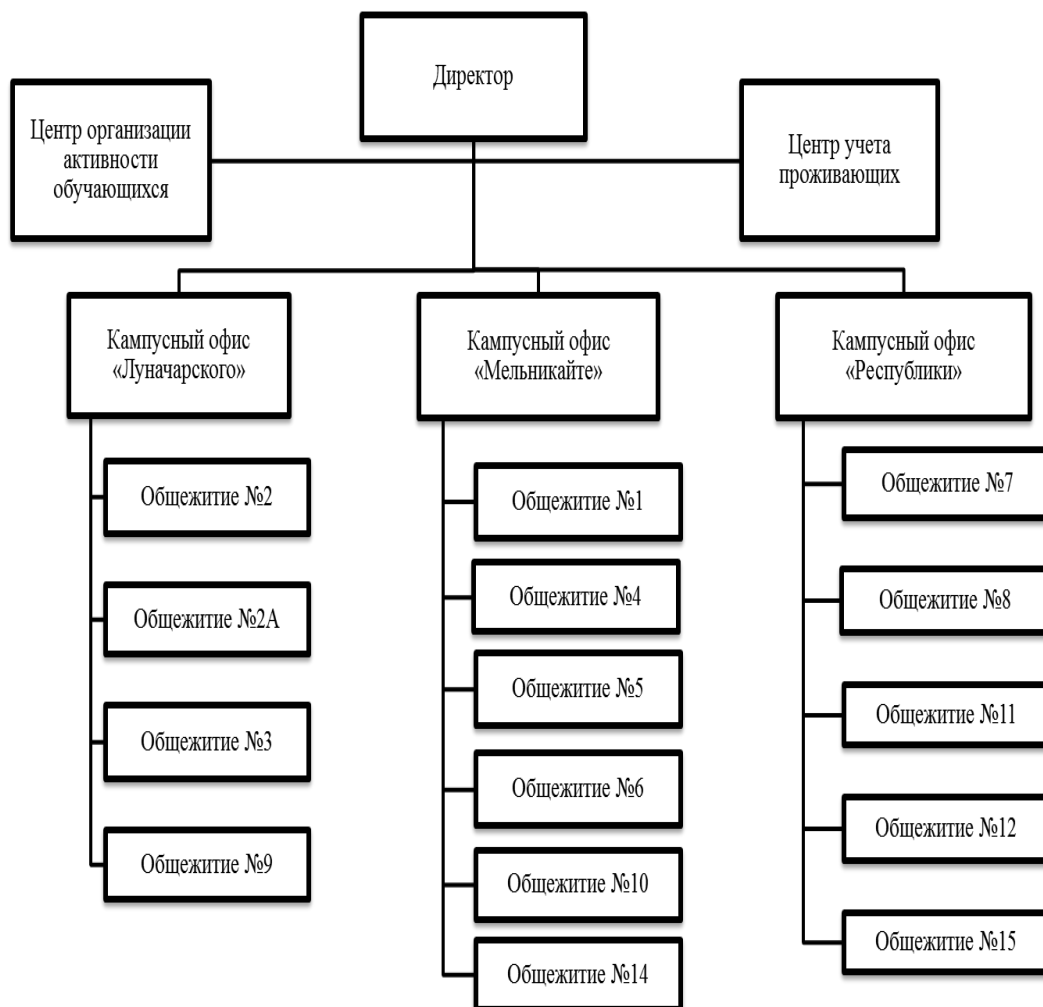 Директор
Центр организации
активности
обучающихся
Центр учета
проживающих
Кампусный офис
«Луначарского»
Кампусный офис
«Мельникайте»
Кампусный офис
«Республики»
Общежитие №2
Общежитие №2А
Общежитие №3
Общежитие №9
Общежитие №1
Общежитие №4
Общежитие №5
Общежитие №6
Общежитие №10
Общежитие №14
Общежитие №7
Общежитие №8
Общежитие №11
Общежитие №12
Общежитие №15